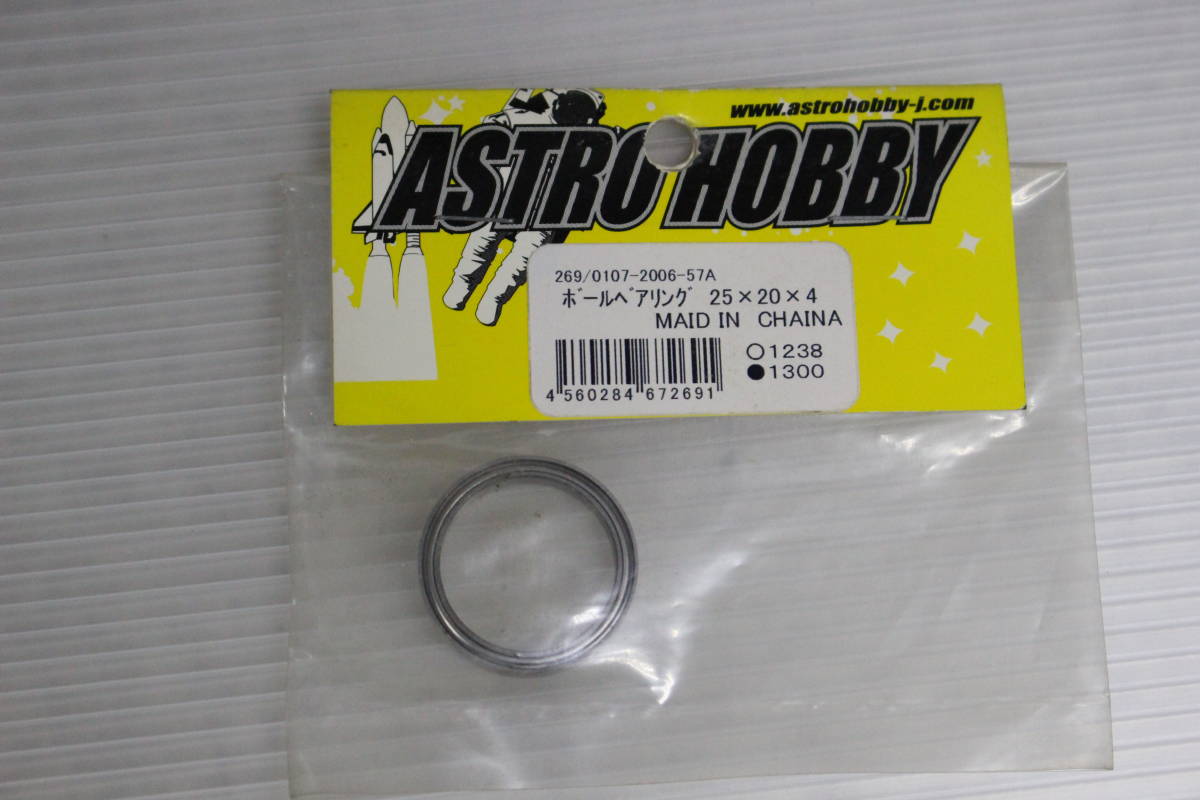 www.astrohobby-j.com
ASTRO HOBBY
269/0107-2006-57A
ボールベアリング 25×20×4
MAID IN CHAINA
○1238
●1300
4 560284 672691